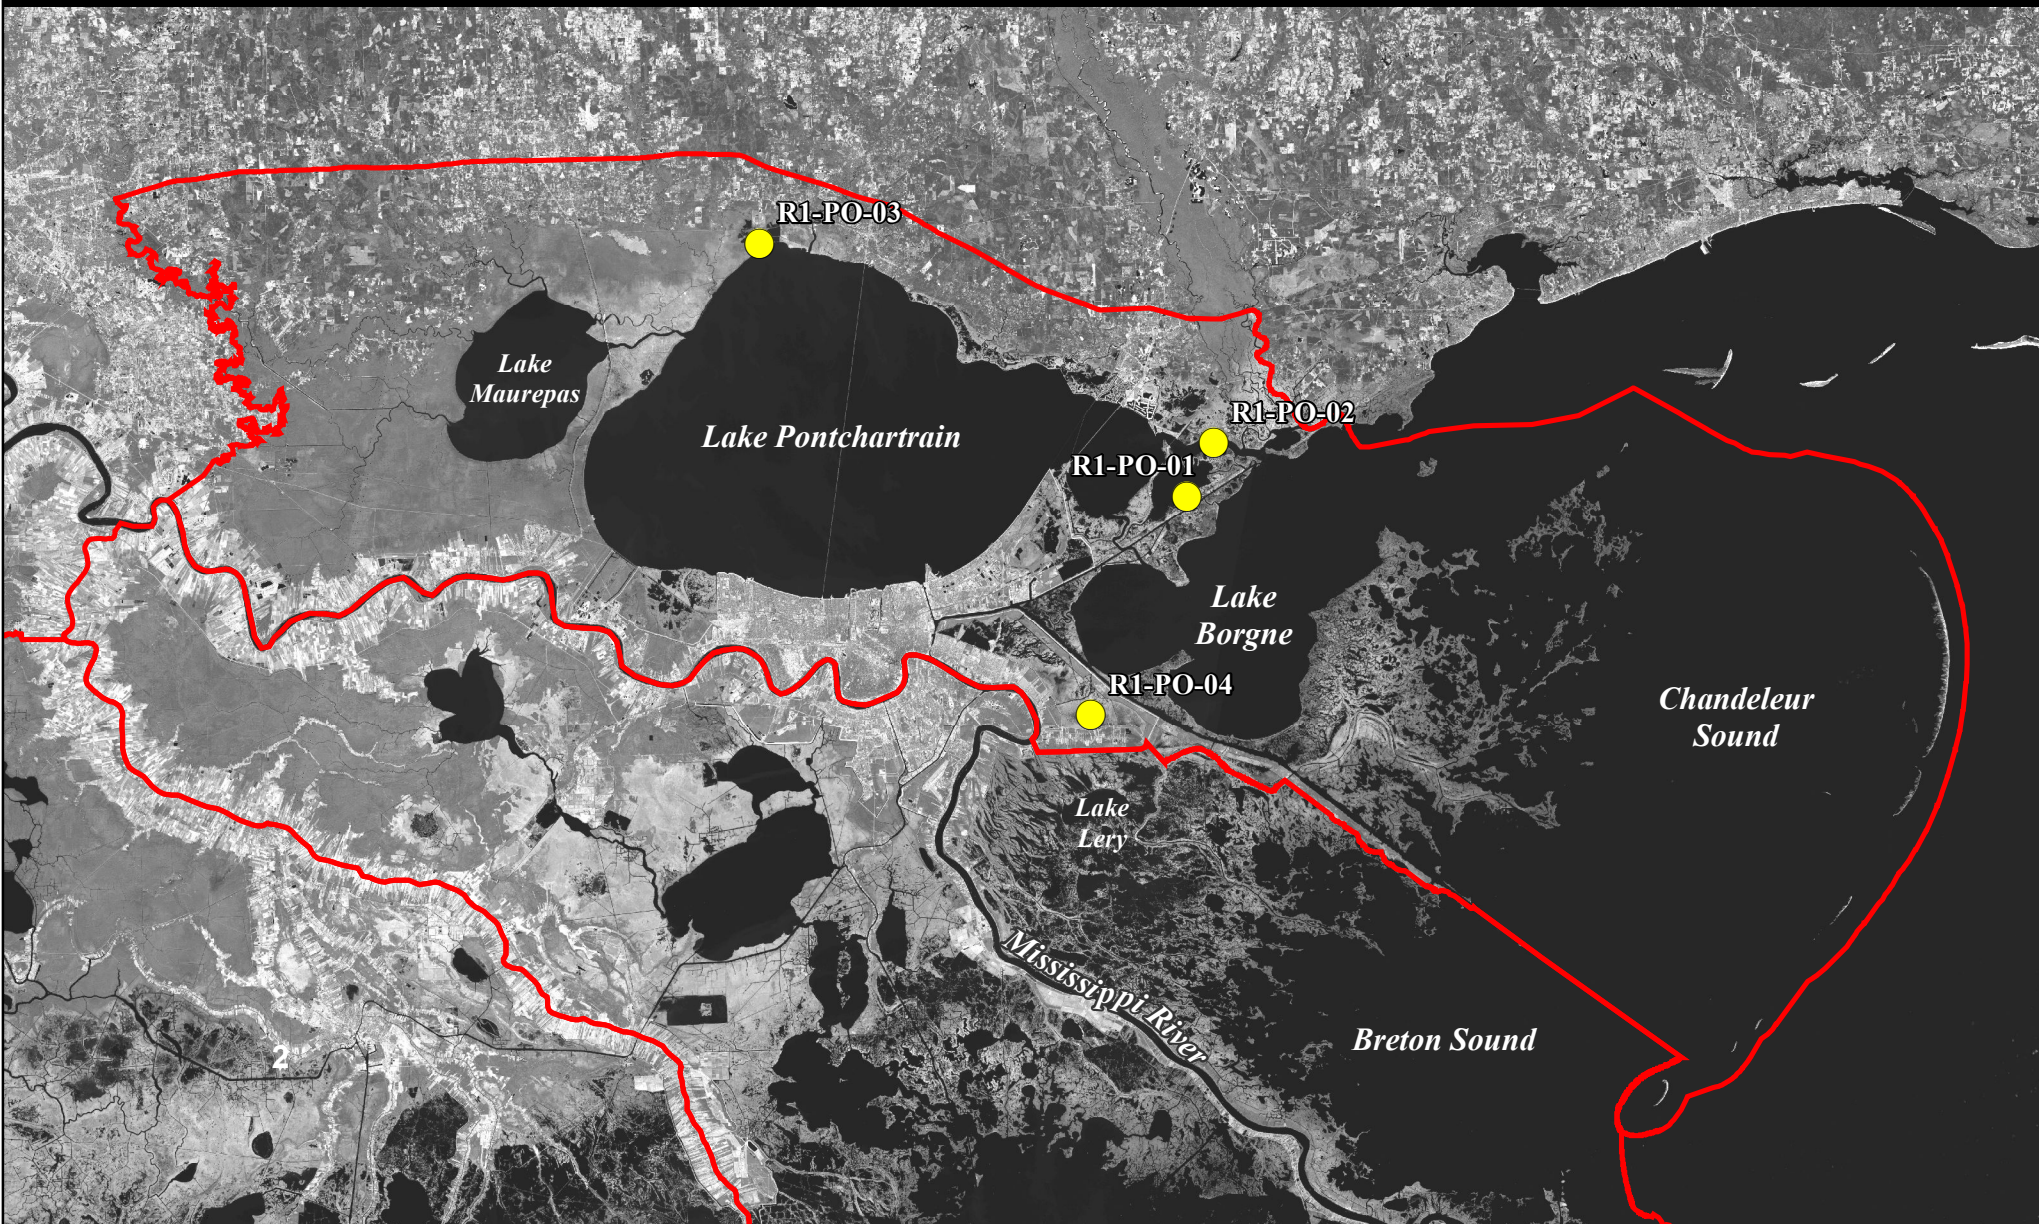 R1-PO-03
Lake
Maurepas
R1-PO-02
Lake Pontchartrain
R1-PO-01
Lake
Borgne
R1-PO-04
Chandeleur
Sound
Lake
Lery
Mississippi River
Breton Sound
2